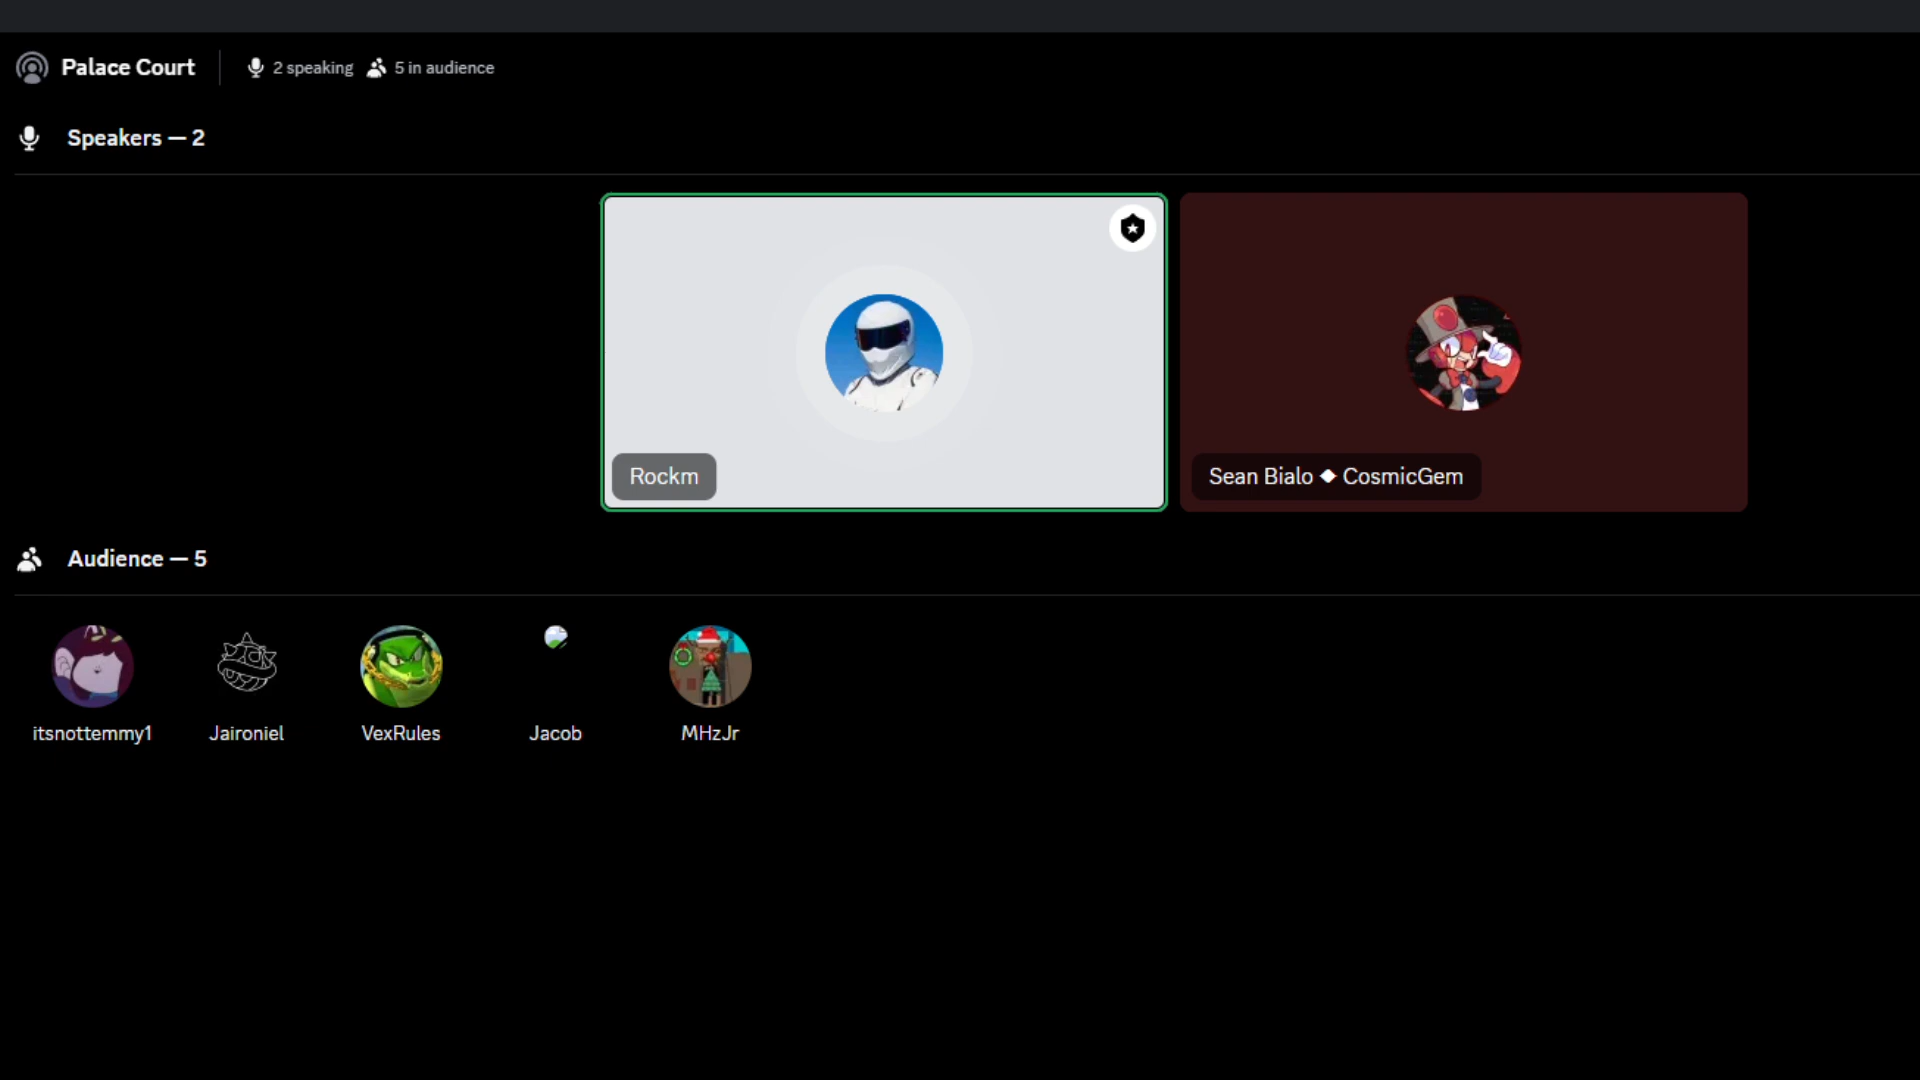 Palace Court
2 speaking
5 in audience
Speakers — 2
Rockm
Sean Bialo ◆ CosmicGem
Audience — 5
itsnottemmy1
Jaironiel
VexRules
Jacob
MHzJr